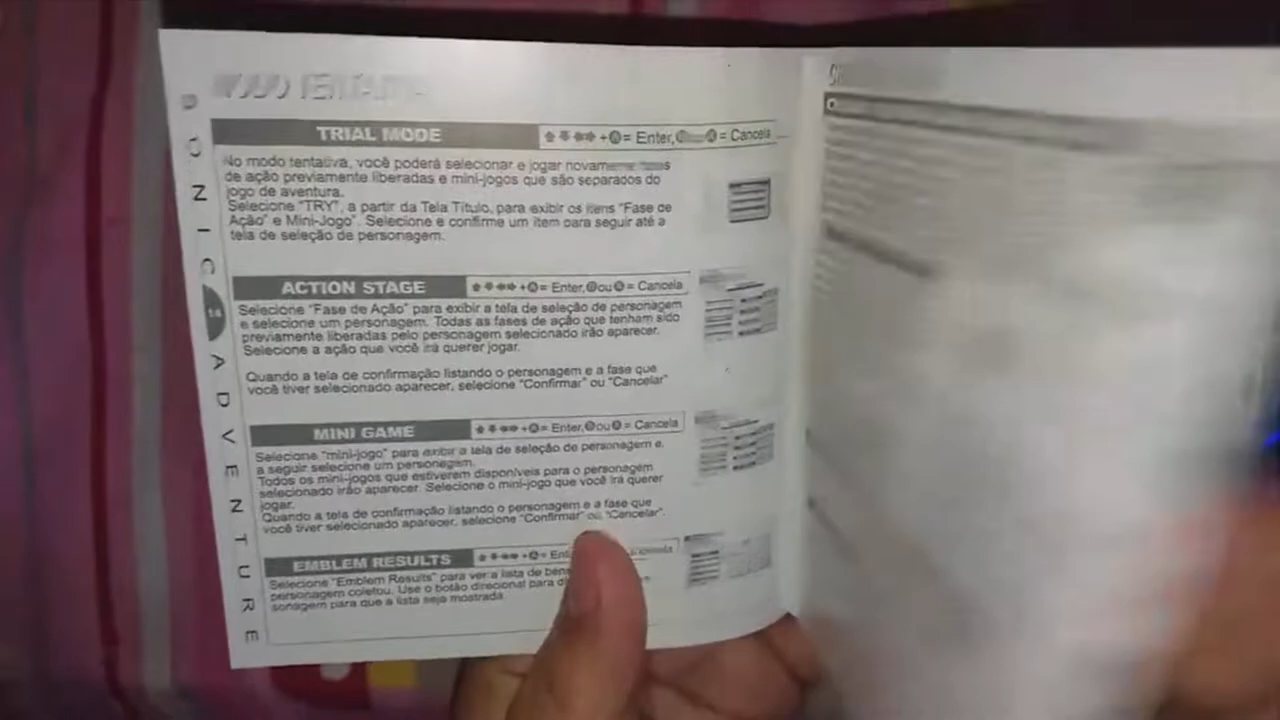 MODO TENTATIVA
TRIAL MODE
+A= Enter, = Cancela
No modo tentativa, você poderá selecionar e jogar novamente
de ação previamente liberadas e mini-jogos que são separados do
jogo de aventura.
Selecione "TRY", a partir da Tela Título, para exibir os itens "Fase de
Ação" e Mini-Jogo". Selecione e confirme um item para seguir até a
tela de seleção de personagem.
ACTION STAGE
+A= Enter, ou = Cancela
Selecione "Fase de Ação" para exibir a tela de seleção de personagem
e selecione um personagem. Todas as fases de ação que tenham sido
previamente liberadas pelo personagem selecionado irão aparecer.
Selecione a ação que você irá querer jogar.
Quando a tela de confirmação listando o personagem e a fase que
você tiver selecionado aparecer, selecione "Confirmar" ou "Cancelar"
MINI GAME
+A= Enter, ou = Cancela
Selecione "mini-jogo" para exibir a tela de seleção de personagem e,
a seguir selecione um personagem.
Todos os mini-jogos que estiverem disponíveis para o personagem
selecionado irão aparecer. Selecione o mini-jogo que você irá querer
jogar.
Quando a tela de confirmação listando o personagem e a fase que
você tiver selecionado aparecer, selecione "Confirmar" ou "Cancelar".
EMBLEM RESULTS
Selecione "Emblem Results" para ver a lista de
personagem coletou. Use o botão direcional para
sonagem para que a lista seja mostrada
SONIC 14 ADVENTURE